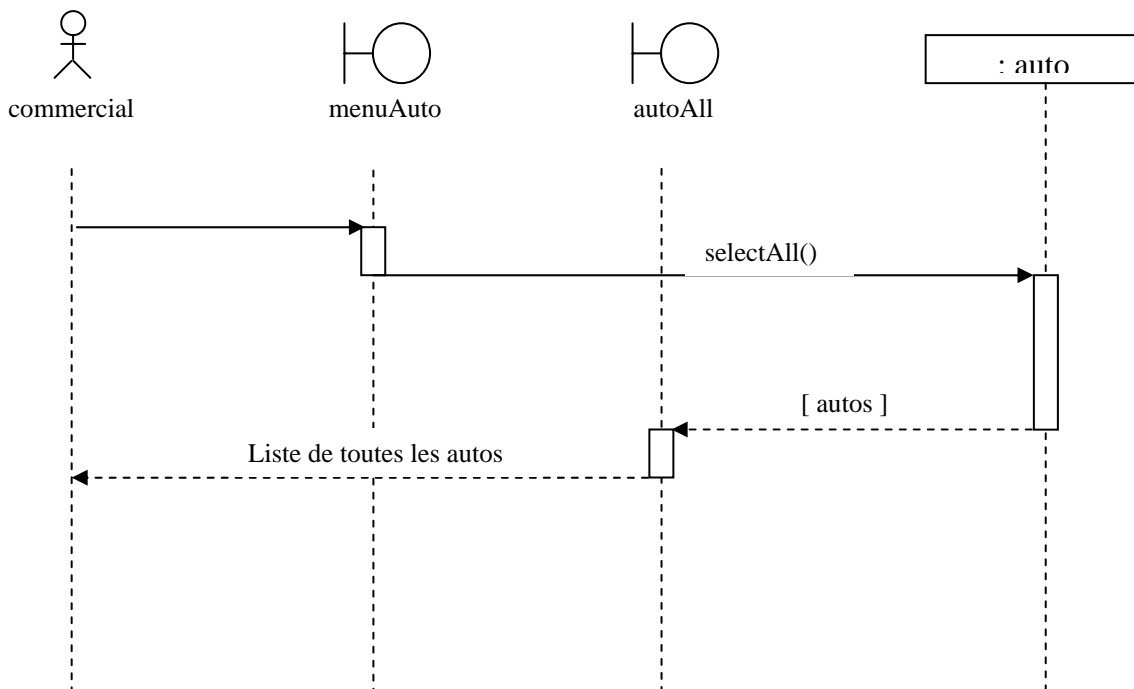 commercial
menuAuto
autoAll
: auto
selectAll()
[ autos ]
Liste de toutes les autos